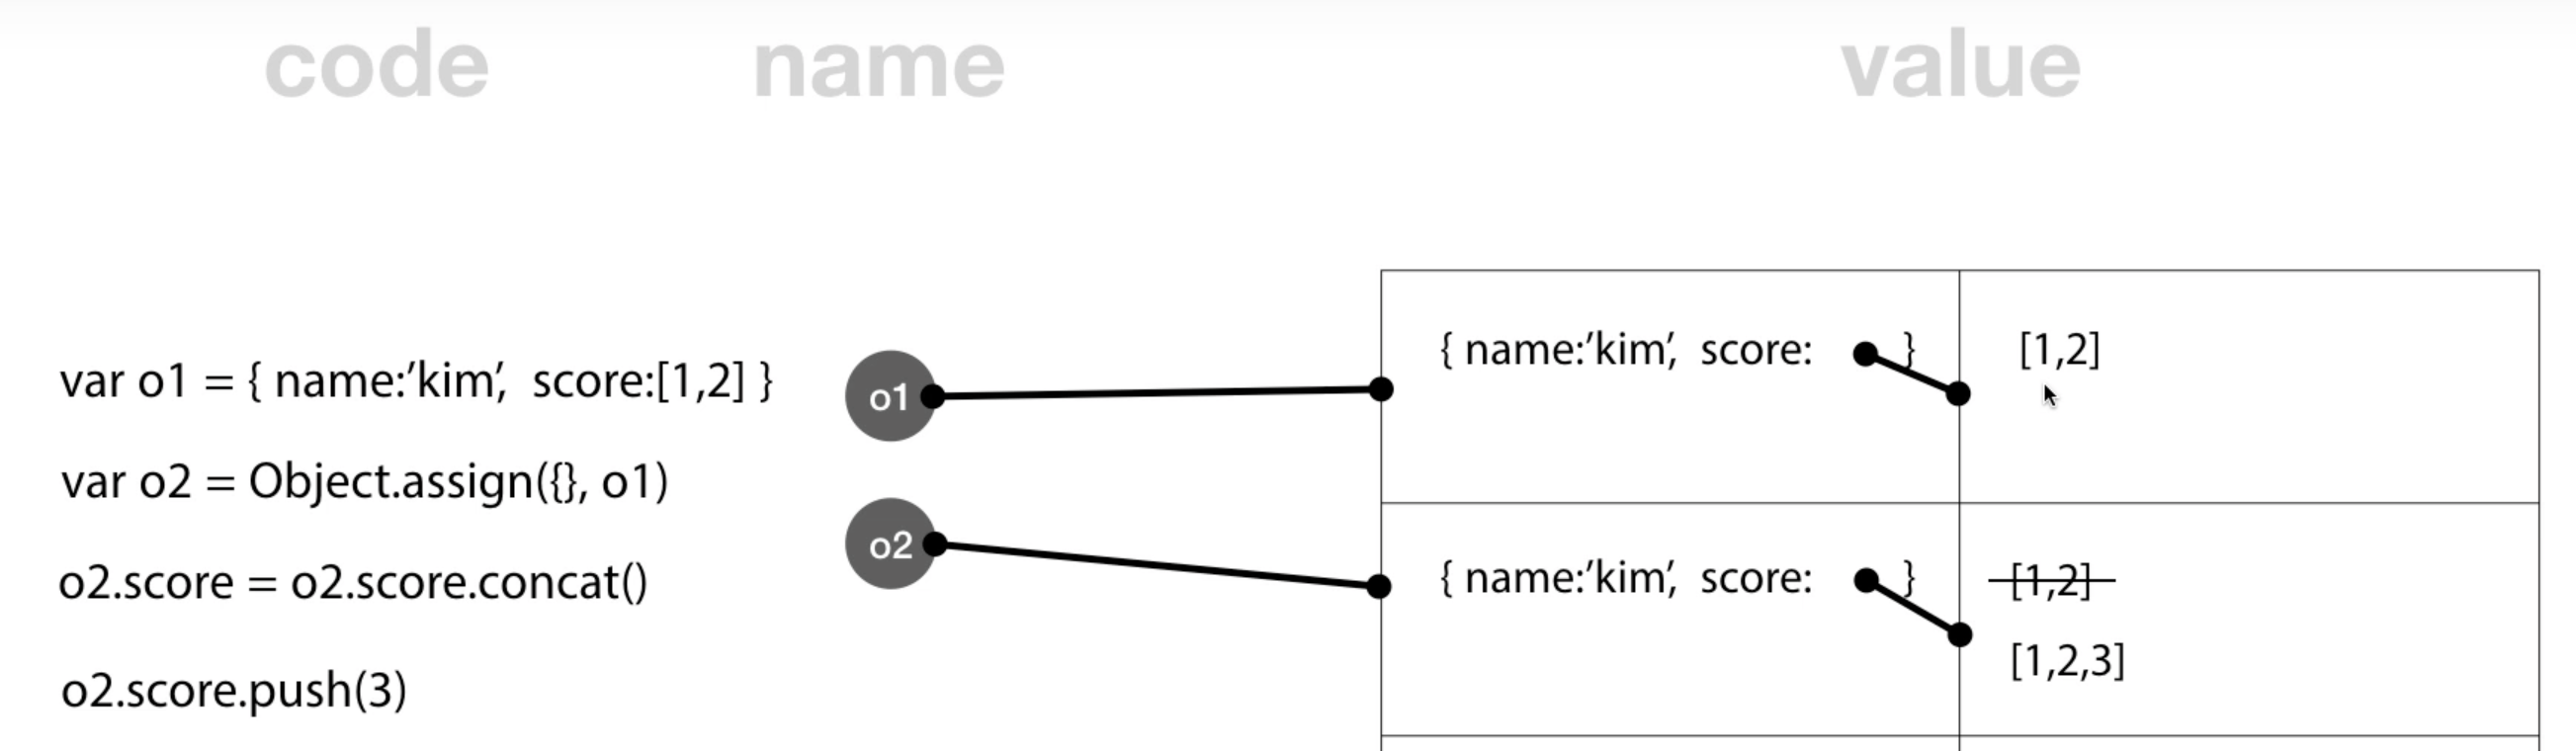 code name value
var o1 = { name:’kim’, score:[1,2] }
o1
{ name:’kim’, score: }
[1,2]
var o2 = Object.assign({}, o1)
o2
{ name:’kim’, score: }
[1,2]
o2.score = o2.score.concat()
[1,2,3]
o2.score.push(3)